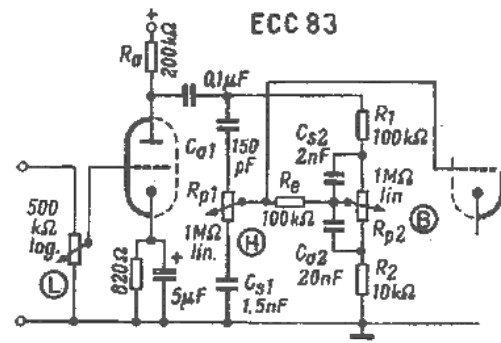 ECC 83
+
Ra
200kΩ
0,1µF
Ca1
150
pF
Cs2
2nF
R1
100kΩ
500
kΩ
log.
L
Rp1
1MΩ
lin.
H
Re
100kΩ
1MΩ
lin
Rp2
B
Ca2
20nF
R2
10kΩ
820Ω
+
5µF
Cs1
1,5nF